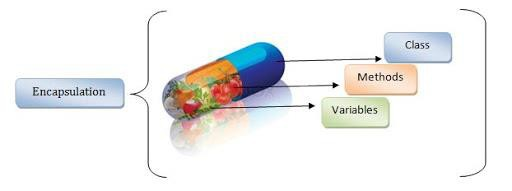 Encapsulation
Class
Methods
Variables